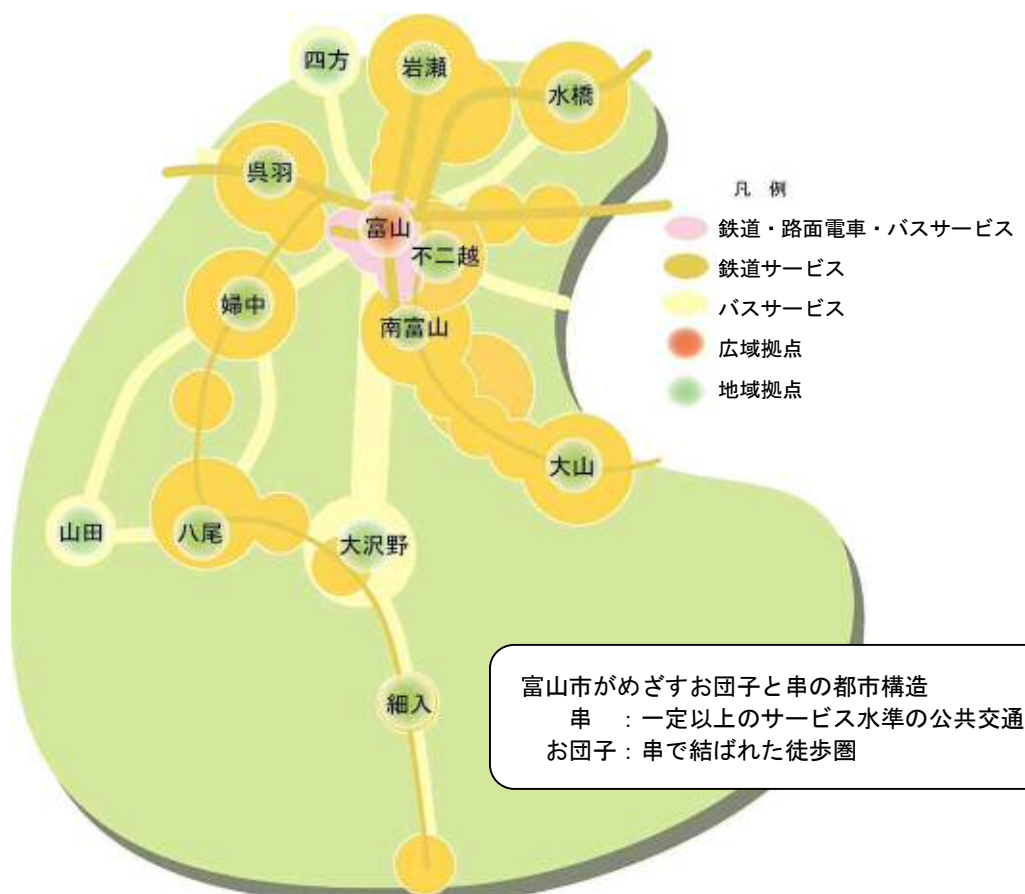 四方
岩瀬
水橋
呉羽
富山
不二越
婦中
南富山
大山
山田
八尾
大沢野
細入
凡 例
鉄道・路面電車・バスサービス
鉄道サービス
バスサービス
広域拠点
地域拠点
富山市がめざすお団子と串の都市構造
串 :一定以上のサービス水準の公共交通
お団子:串で結ばれた徒歩圏